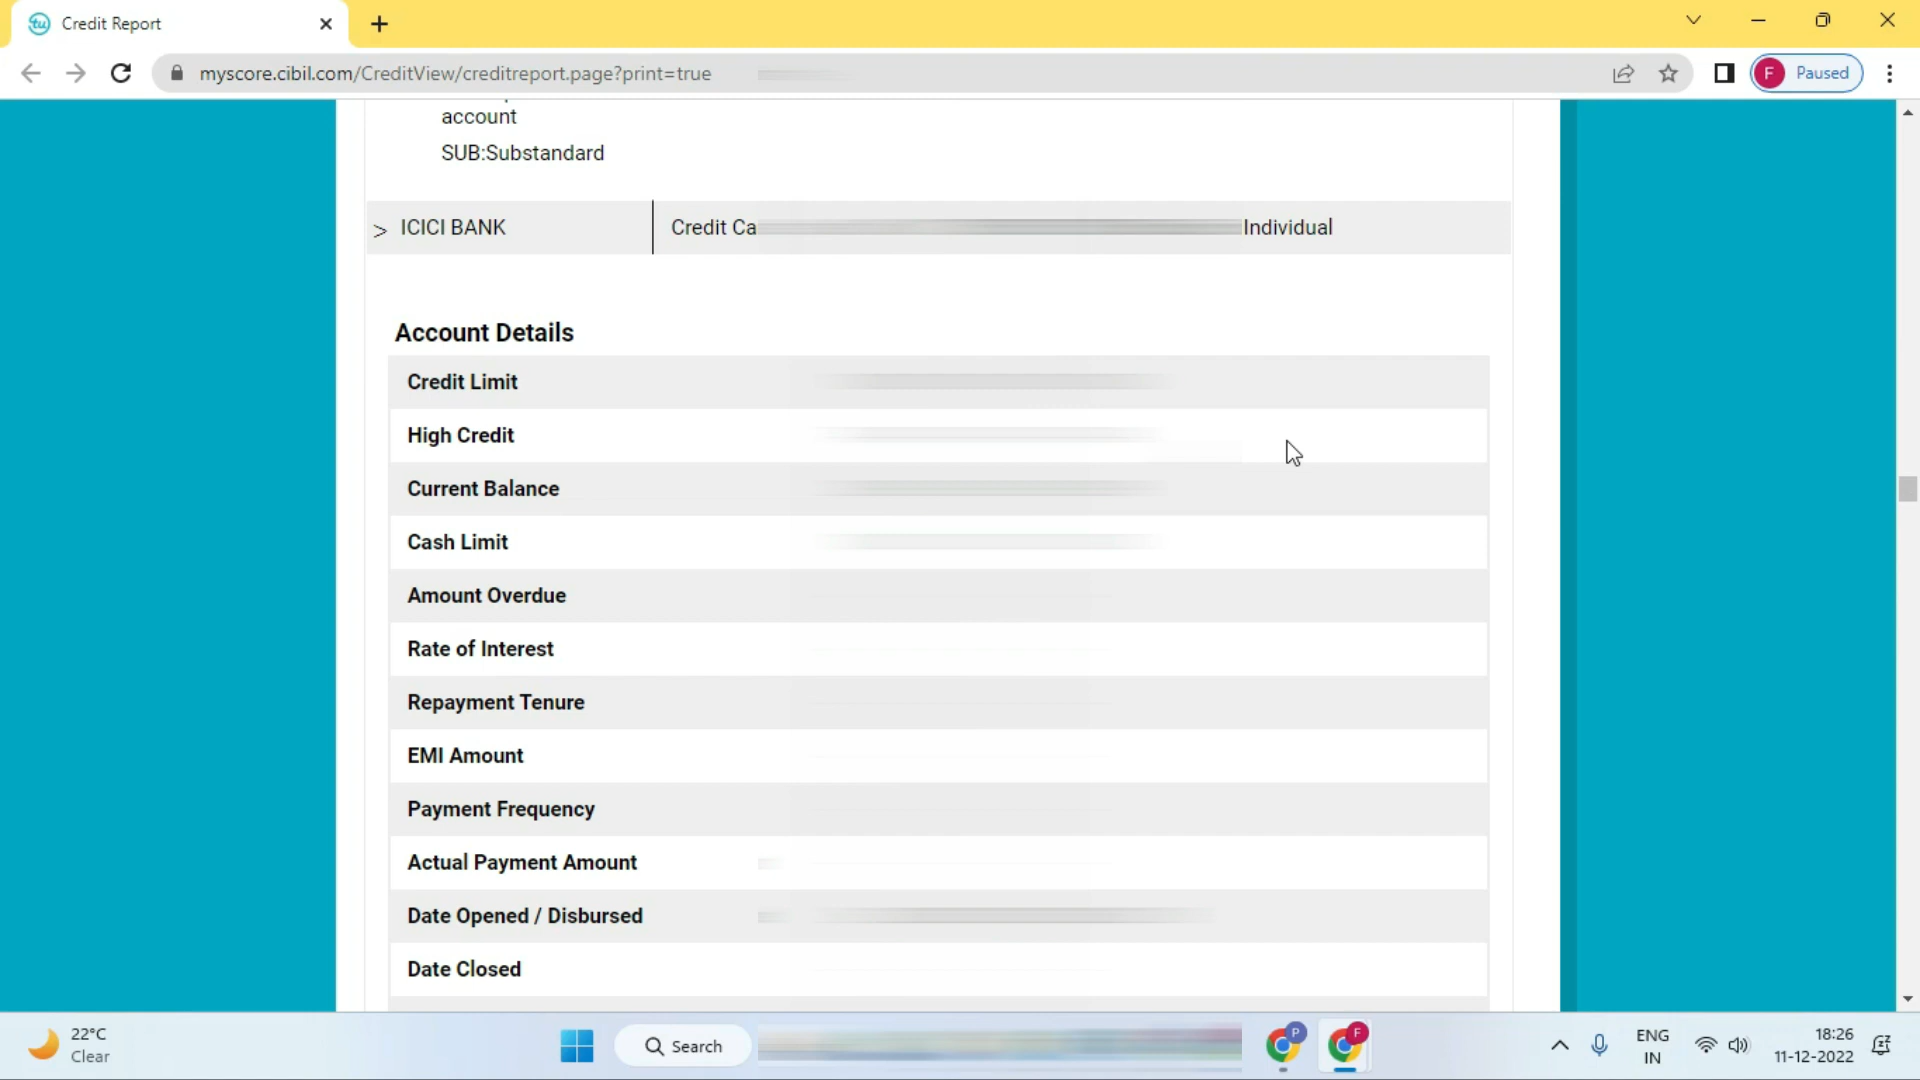 Credit Report
myscore.cibil.com/CreditView/creditreport.page?print=true
F Paused
account
SUB:Substandard
> ICICI BANK Credit Ca Individual
Account Details
Credit Limit
High Credit
Current Balance
Cash Limit
Amount Overdue
Rate of Interest
Repayment Tenure
EMI Amount
Payment Frequency
Actual Payment Amount
Date Opened / Disbursed
Date Closed
22°C
Clear
Search
P
F
ENG
IN
18:26
11-12-2022